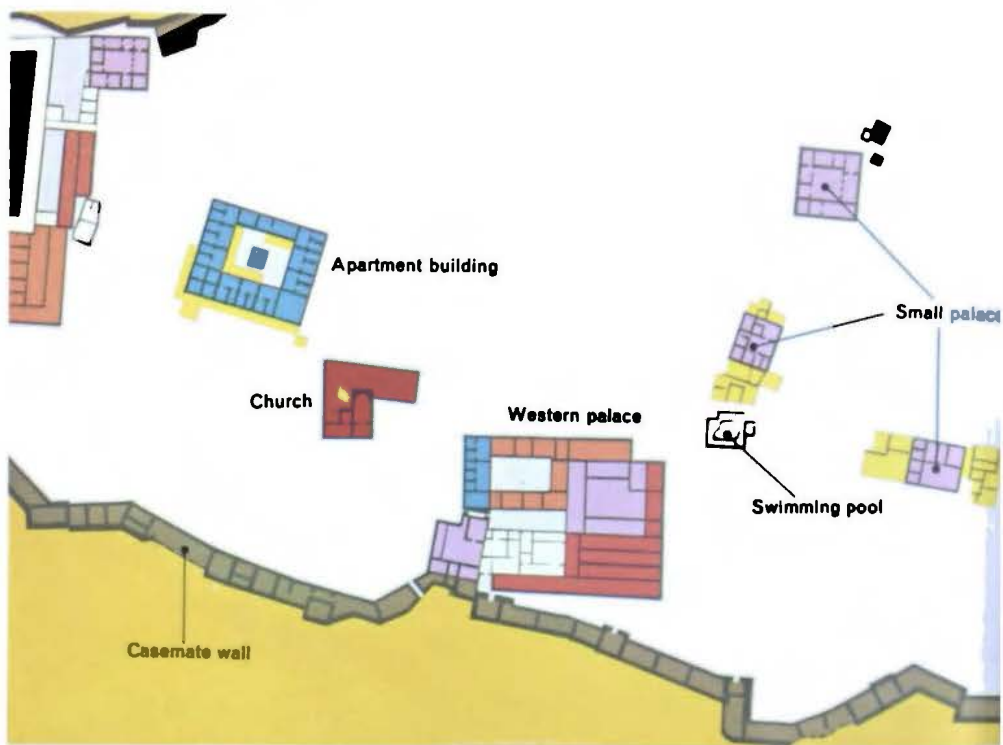 Apartment building
Small palace
Church
Western palace
Swimming pool
Casemate wall